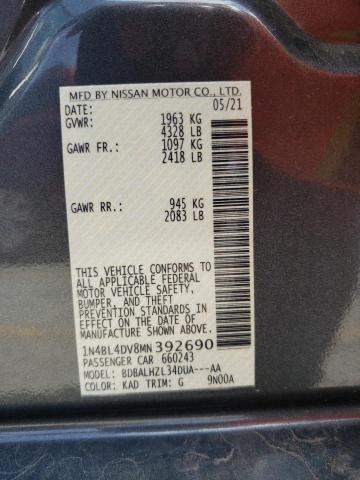 MFD BY NISSAN MOTOR CO., LTD.
DATE: 05/21
GVWR: 1963 KG
4328 LB
GAWR FR.: 1097 KG
2418 LB
GAWR RR.: 945 KG
2083 LB
THIS VEHICLE CONFORMS TO
ALL APPLICABLE FEDERAL
MOTOR VEHICLE SAFETY,
BUMPER, AND THEFT
PREVENTION STANDARDS
IN EFFECT ON THE DATE OF
MANUFACTURE SHOWN ABOVE.
1N4BL4DV8MN392690
PASSENGER CAR 660243
MODEL: BDBALHZL34DUA---AA
COLOR: KAD TRIM: G 9N00A